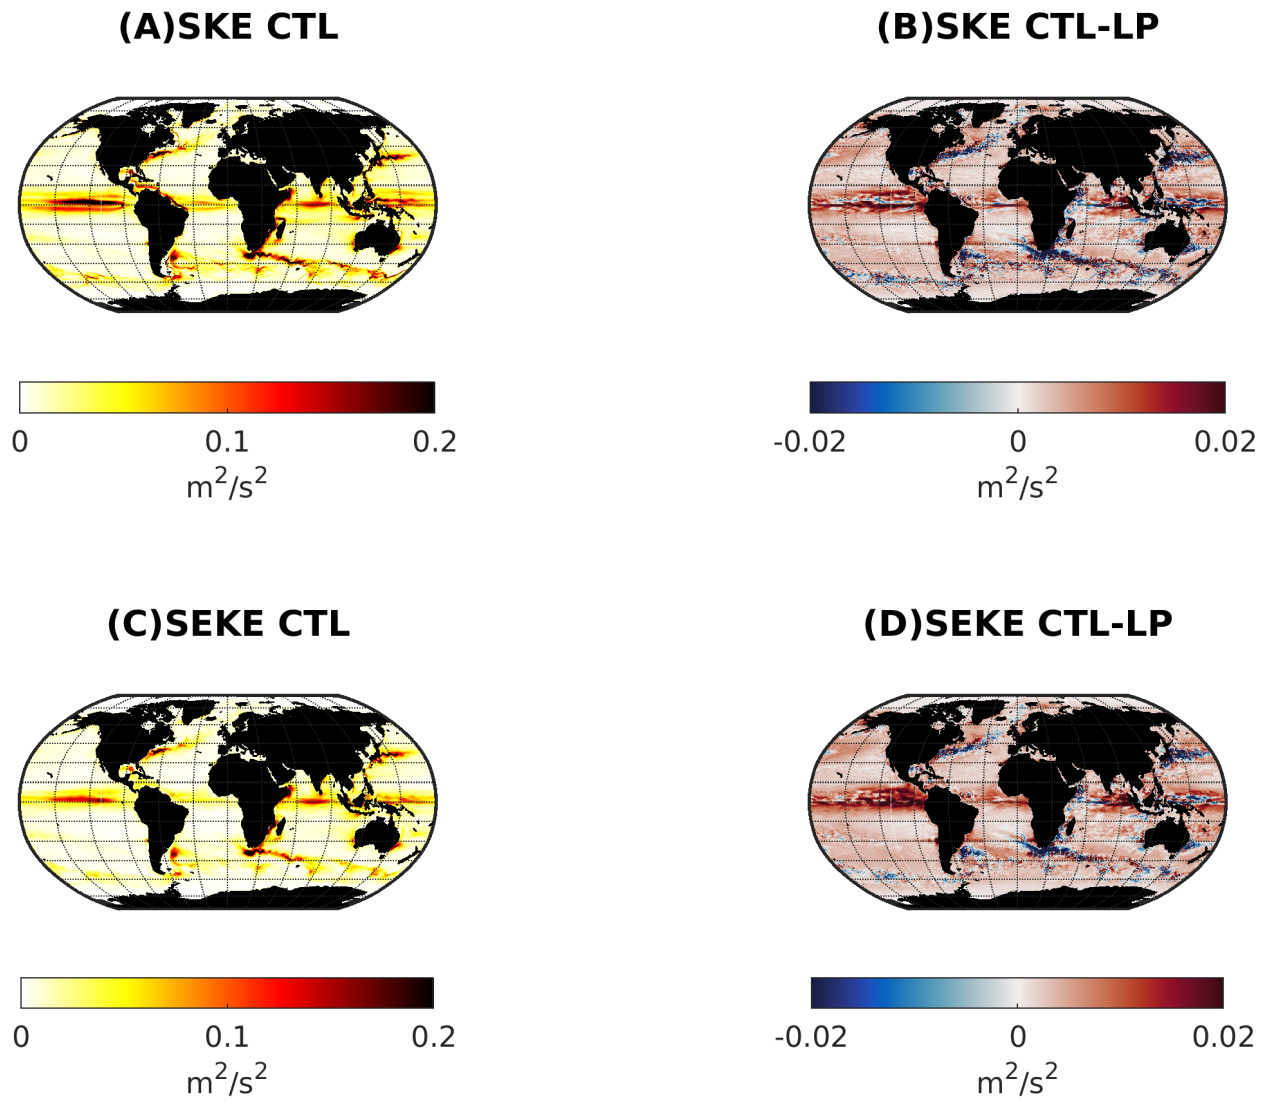 (A)SKE CTL
(B)SKE CTL-LP
0 0.1 0.2
m²/s²
-0.02 0 0.02
m²/s²
(C)SEKE CTL
(D)SEKE CTL-LP
0 0.1 0.2
m²/s²
-0.02 0 0.02
m²/s²